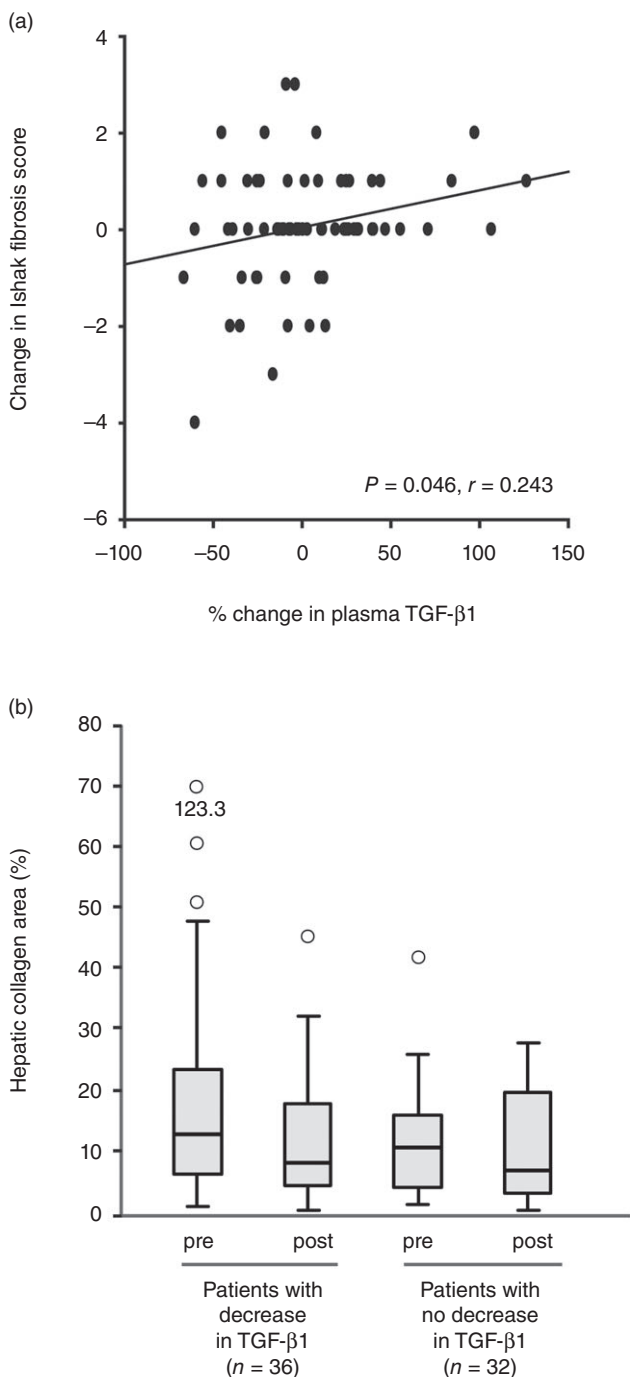 (a)
4
2
0
–2
–4
–6
Change in Ishak fibrosis score
P = 0.046, r = 0.243
–100
–50
0
50
100
150
% change in plasma TGF-β1
(b)
80
70
60
50
40
30
20
10
0
Hepatic collagen area (%)
123.3
pre
post
pre
post
Patients with
decrease
in TGF-β1
(n = 36)
Patients with
no decrease
in TGF-β1
(n = 32)